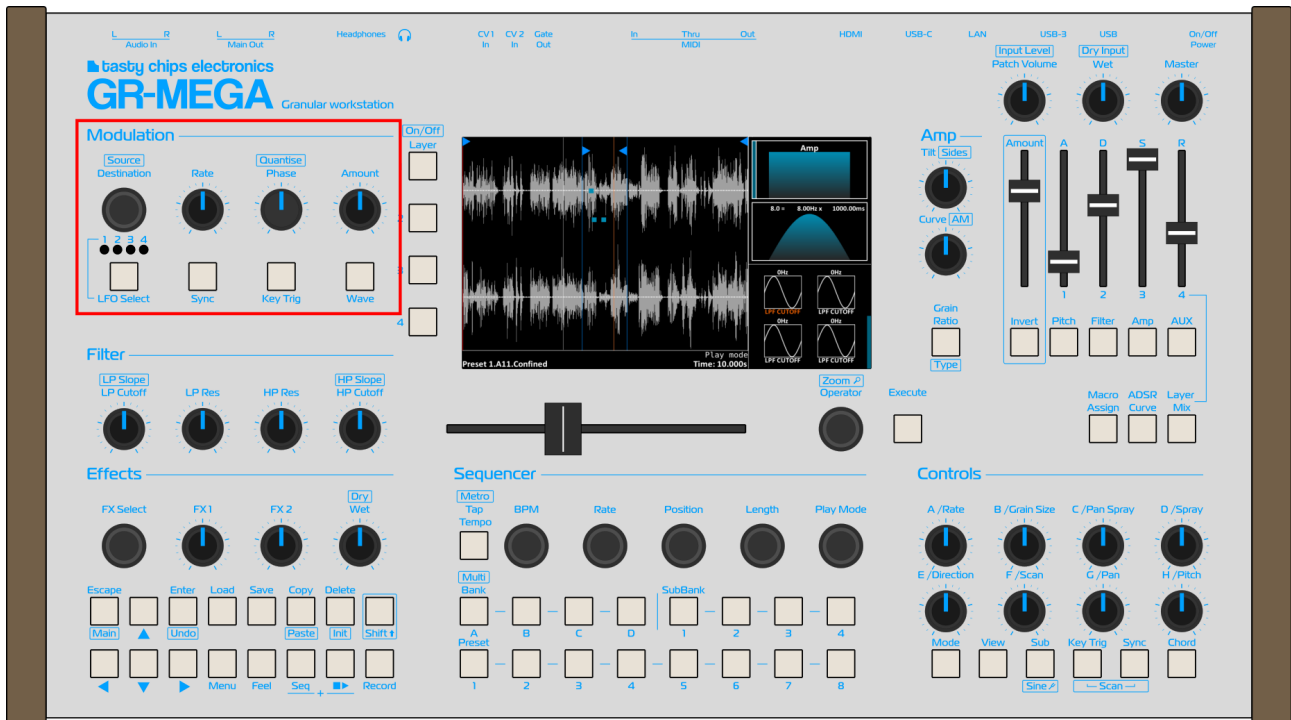 L R
Audio In
L R
Main Out
Headphones
CV 1 CV 2 Gate
In In Out
In Thru Out
MIDI
HDMI
USB-C
LAN
USB-3
USB
On/Off
Power
tasty chips electronics
GR-MEGA Granular workstation
Input Level
Patch Volume
Dry Input
Wet
Master
Modulation
Source
Destination
Rate
Quantise
Phase
Amount
1 2 3 4
LFO Select
Sync
Key Trig
Wave
On/Off
Layer
2
3
4
Amp
8.0 = 8.00Hz x 1000.00ms
0Hz 0Hz
LPF CUTOFF LPF CUTOFF
0Hz 0Hz
LPF CUTOFF LPF CUTOFF
Play mode
Preset 1.A11.Confined Time: 10.000s
Amp
Tilt Sides
Curve AM
Grain
Ratio
Type
Amount A D S R
1 2 3 4
Invert Pitch Filter Amp AUX
Macro ADSR Layer
Assign Curve Mix
Zoom
Operator
Execute
Filter
LP Slope
LP Cutoff
LP Res
HP Res
HP Slope
HP Cutoff
Effects
FX Select
FX 1
FX 2
Dry
Wet
Escape Enter Load Save Copy Delete
Main ▲ Undo Paste Init Shift
◀ ▼ ▶ Menu Feel Seq + ■▶ Record
Sequencer
Metro
Tap
Tempo
BPM
Rate
Position
Length
Play Mode
Multi
Bank SubBank
A B C D 1 2 3 4
Preset
1 2 3 4 5 6 7 8
Controls
A /Rate B /Grain Size C /Pan Spray D /Spray
E /Direction F /Scan G /Pan H /Pitch
Mode View Sub Key Trig Sync Chord
Sine Scan